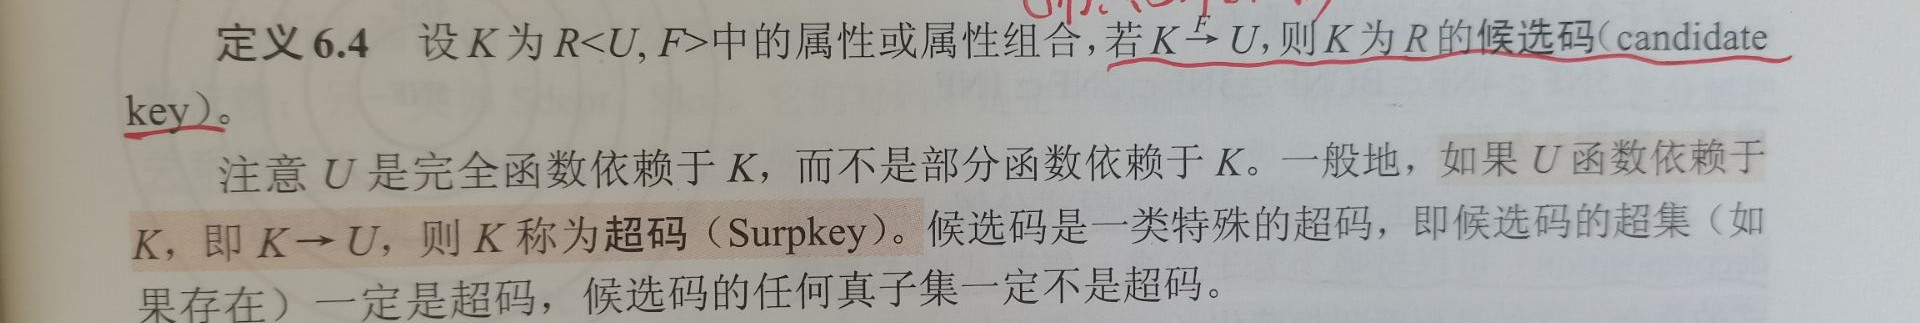 定义 6.4 设 K 为 R<U, F>中的属性或属性组合,若 K F→ U,则 K 为 R 的候选码(candidate
key)。
注意 U 是完全函数依赖于 K，而不是部分函数依赖于 K。一般地，如果 U 函数依赖于
K，即 K→U，则 K 称为超码（Surpkey）。候选码是一类特殊的超码，即候选码的超集（如
果存在）一定是超码，候选码的任何真子集一定不是超码。